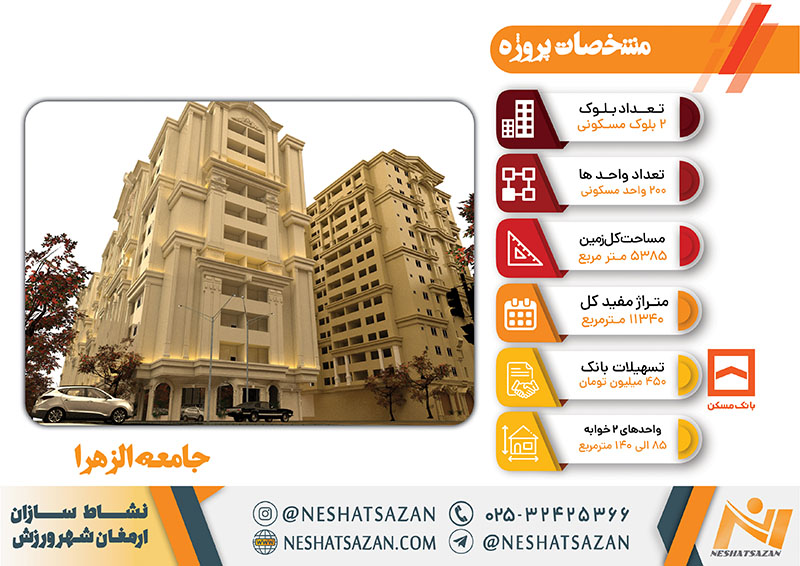 مشخصات پروژه
تعداد بلوک
۲ بلوک مسکونی
تعداد واحد ها
۲۰۰ واحد مسکونی
مساحت کل زمین
۵۳۸۵ متر مربع
متراژ مفید کل
۱۱۳۴۰ مترمربع
تسهیلات بانک
۴۵۰ میلیون تومان
بانک مسکن
واحدهای ۲ خوابه
۸۵ الی ۱۴۰ مترمربع
جامعه الزهرا
نشاط سازان
ارمغان شهر ورزش
@NESHATSAZAN
۰۲۵-۳۲۴۲۵۳۶۶
NESHATSAZAN.COM
@NESHATSAZAN
NESHATSAZAN